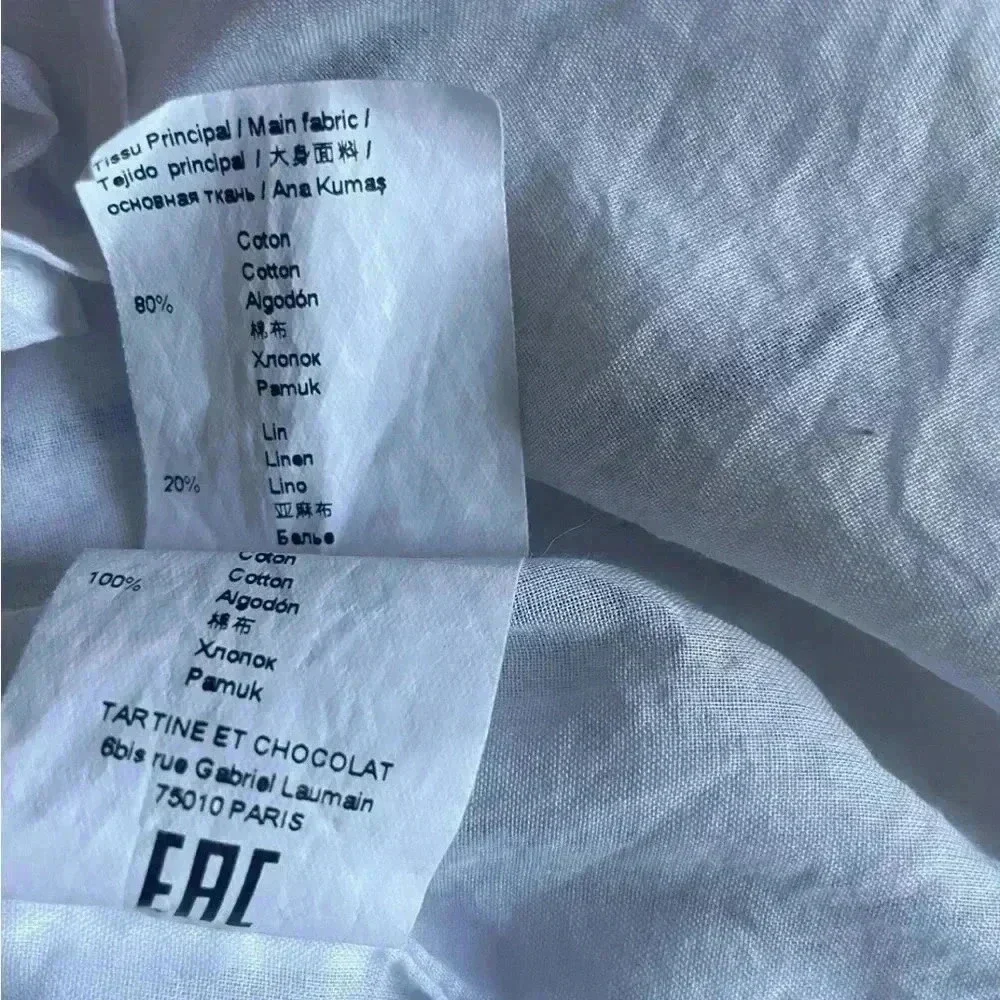 Tissu Principal / Main fabric /
Tejido principal / 大身面料 /
основная ткань / Ana Kumaş
Coton
Cotton
80% Algodón
棉布
Хлопок
Pamuk
Lin
Linen
20% Lino
亚麻布
Белье
Coton
100% Cotton
Algodón
棉布
Хлопок
Pamuk
TARTINE ET CHOCOLAT
6bis rue Gabriel Laumain
75010 PARIS
EAC